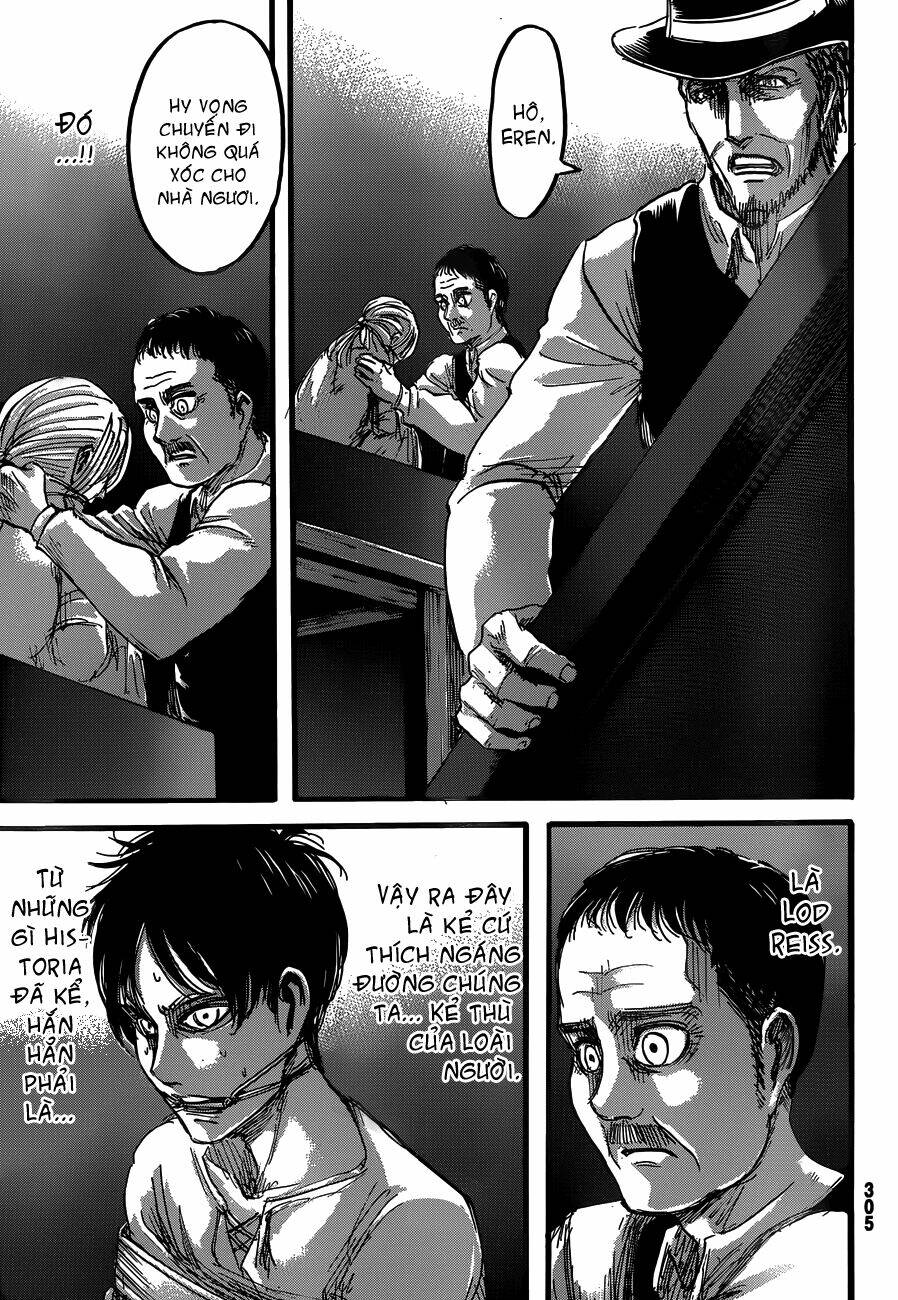 HÔ,
EREN.
HY VỌNG
CHUYẾN ĐI
KHÔNG QUÁ
XÓC CHO
NHÀ NGƯƠI.
ĐÓ
...!!
LÀ
LOD
REISS.
VẬY RA ĐÂY
LÀ KẺ CỨ
THÍCH NGÁNG
ĐƯỜNG CHÚNG
TA... KẺ THÙ
CỦA LOÀI
NGƯỜI.
TỪ
NHỮNG
GÌ HIS-
TORIA
ĐÃ KỂ,
HẮN
HẲN
PHẢI
LÀ...
305